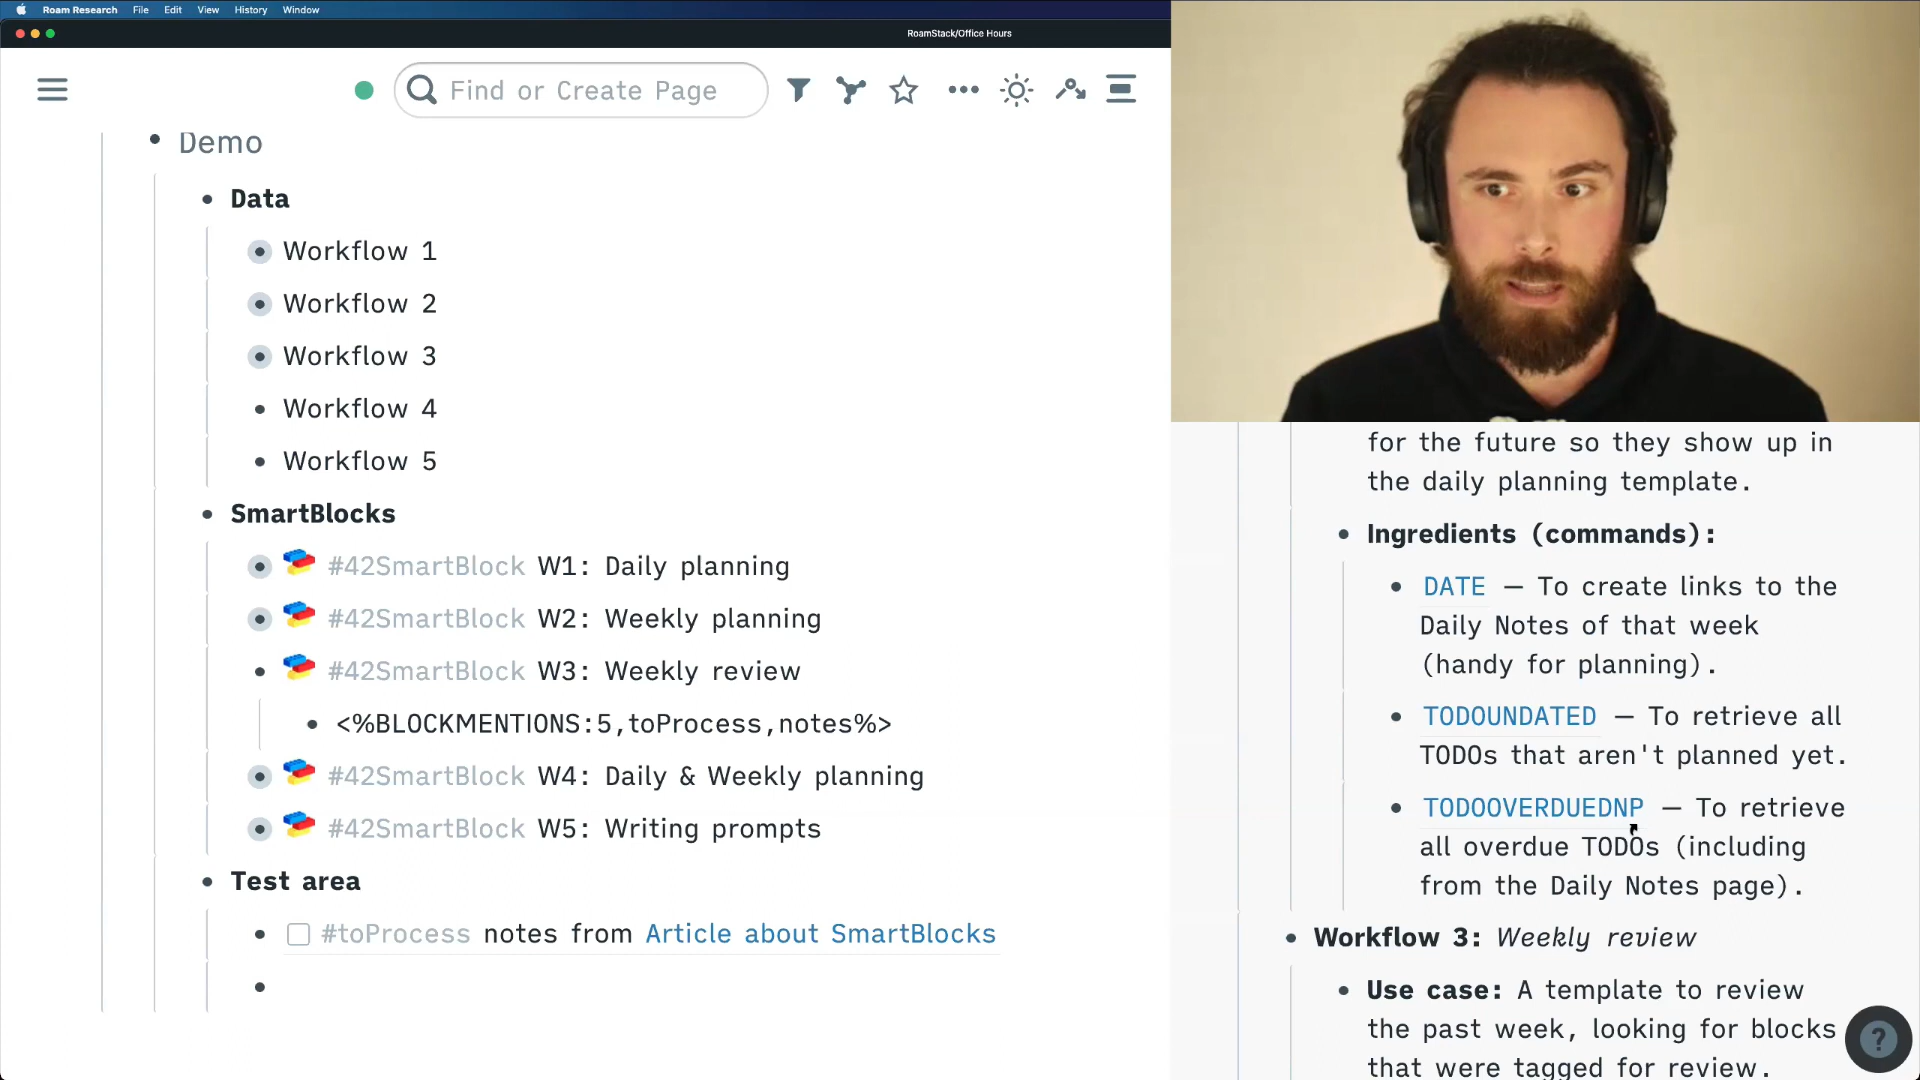 Roam Research File Edit View History Window
RoamStack/Office Hours
Find or Create Page
Demo
Data
Workflow 1
Workflow 2
Workflow 3
Workflow 4
Workflow 5
SmartBlocks
#42SmartBlock W1: Daily planning
#42SmartBlock W2: Weekly planning
#42SmartBlock W3: Weekly review
<%BLOCKMENTIONS:5,toProcess,notes%>
#42SmartBlock W4: Daily & Weekly planning
#42SmartBlock W5: Writing prompts
Test area
#toProcess notes from Article about SmartBlocks
for the future so they show up in
the daily planning template.
Ingredients (commands):
DATE — To create links to the
Daily Notes of that week
(handy for planning).
TODOUNDATED — To retrieve all
TODOs that aren't planned yet.
TODOOVERDUEDNP — To retrieve
all overdue TODOs (including
from the Daily Notes page).
Workflow 3: Weekly review
Use case: A template to review
the past week, looking for blocks
that were tagged for review.
?